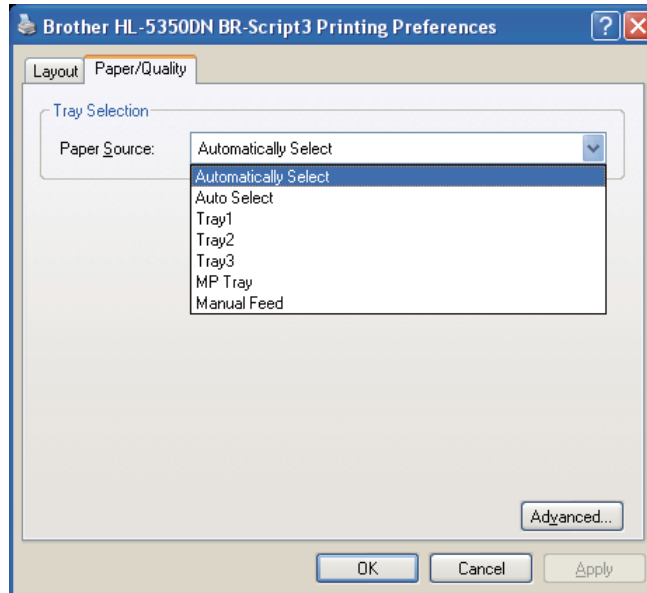 Brother HL-5350DN BR-Script3 Printing Preferences
Layout Paper/Quality
Tray Selection
Paper Source: Automatically Select
Automatically Select
Auto Select
Tray1
Tray2
Tray3
MP Tray
Manual Feed
Advanced...
OK Cancel Apply